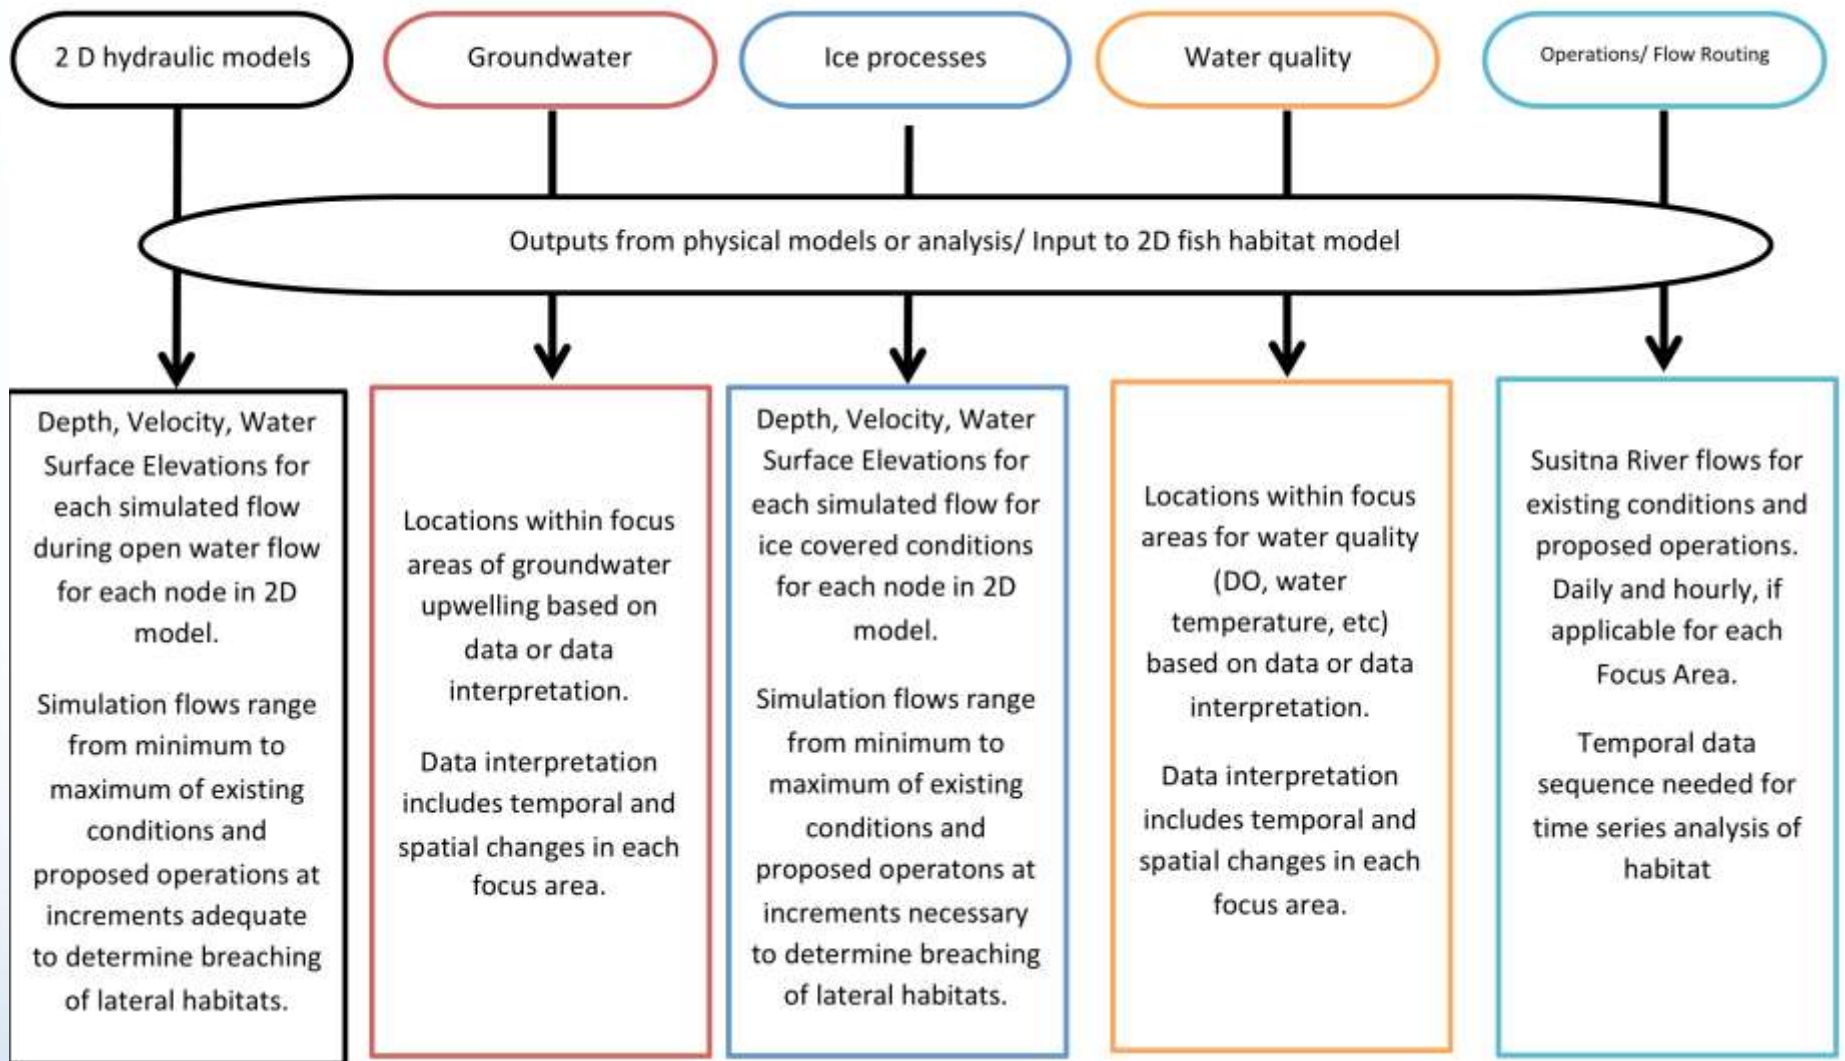 2 D hydraulic models
Groundwater
Ice processes
Water quality
Operations/ Flow Routing
Outputs from physical models or analysis/ Input to 2D fish habitat model
Depth, Velocity, Water
Surface Elevations for
each simulated flow
during open water flow
for each node in 2D
model.
Simulation flows range
from minimum to
maximum of existing
conditions and
proposed operations at
increments adequate
to determine breaching
of lateral habitats.
Locations within focus
areas of groundwater
upwelling based on
data or data
interpretation.
Data interpretation
includes temporal and
spatial changes in each
focus area.
Depth, Velocity, Water
Surface Elevations for
each simulated flow for
ice covered conditions
for each node in 2D
model.
Simulation flows range
from minimum to
maximum of existing
conditions and
proposed operatons at
increments necessary
to determine breaching
of lateral habitats.
Locations within focus
areas for water quality
(DO, water
temperature, etc)
based on data or data
interpretation.
Data interpretation
includes temporal and
spatial changes in each
focus area.
Susitna River flows for
existing conditions and
proposed operations.
Daily and hourly, if
applicable for each
Focus Area.
Temporal data
sequence needed for
time series analysis of
habitat